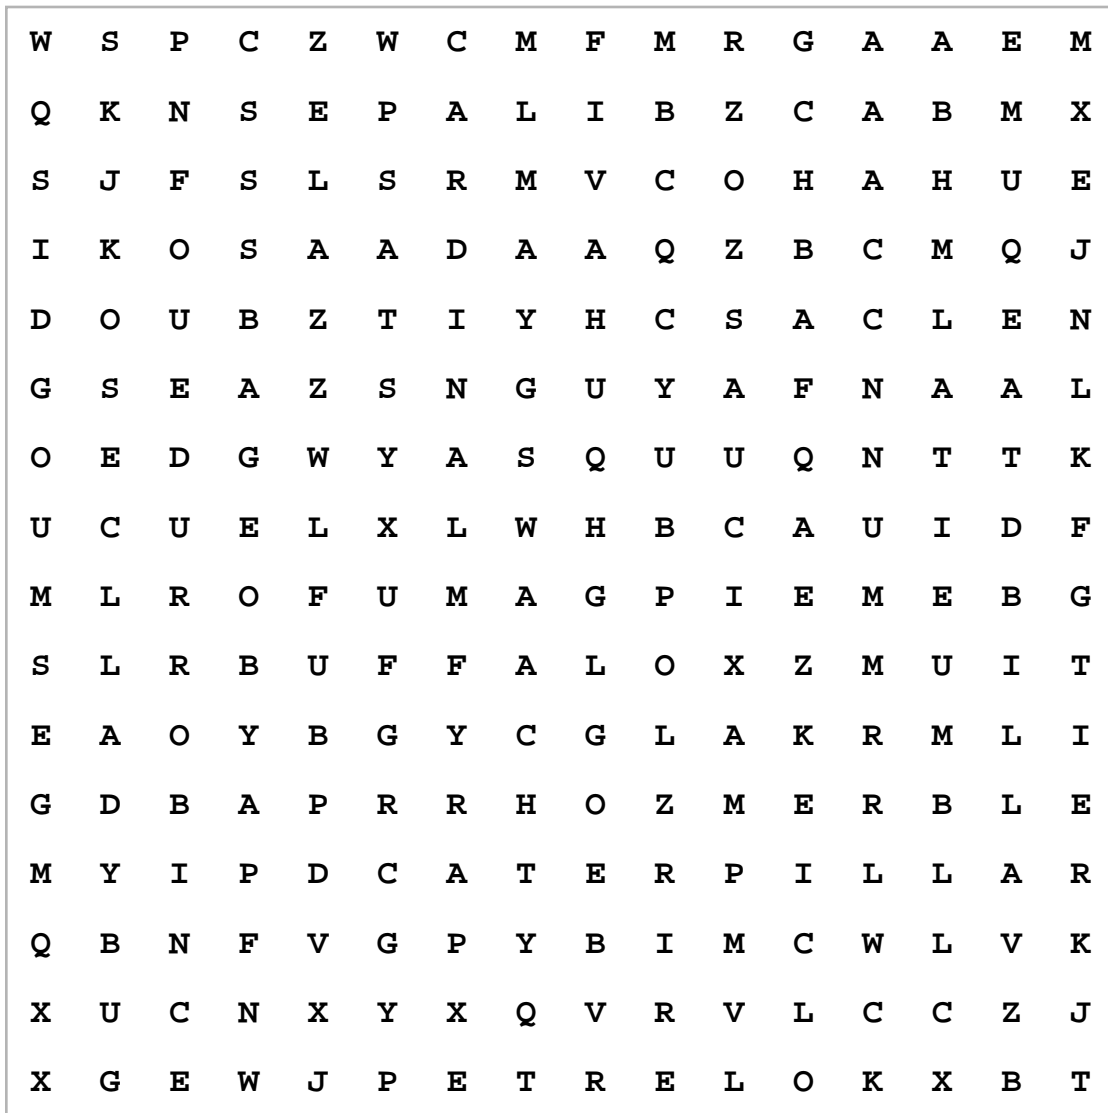 W S P C Z W C M F M R G A A E M
Q K N S E P A L I B Z C A B M X
S J F S L S R M V C O H A H U E
I K O S A A D A A Q Z B C M Q J
D O U B Z T I Y H C S A C L E N
G S E A Z S N G U Y A F N A A L
O E D G W Y A S Q U U Q N T T K
U C U E L X L W H B C A U I D F
M L R O F U M A G P I E M E B G
S L R B U F F A L O X Z M U I T
E A O Y B G Y C G L A K R M L I
G D B A P R R H O Z M E R B L E
M Y I P D C A T E R P I L L A R
Q B N F V G P Y B I M C W L V K
X U C N X Y X Q V R V L C C Z J
X G E W J P E T R E L O K X B T